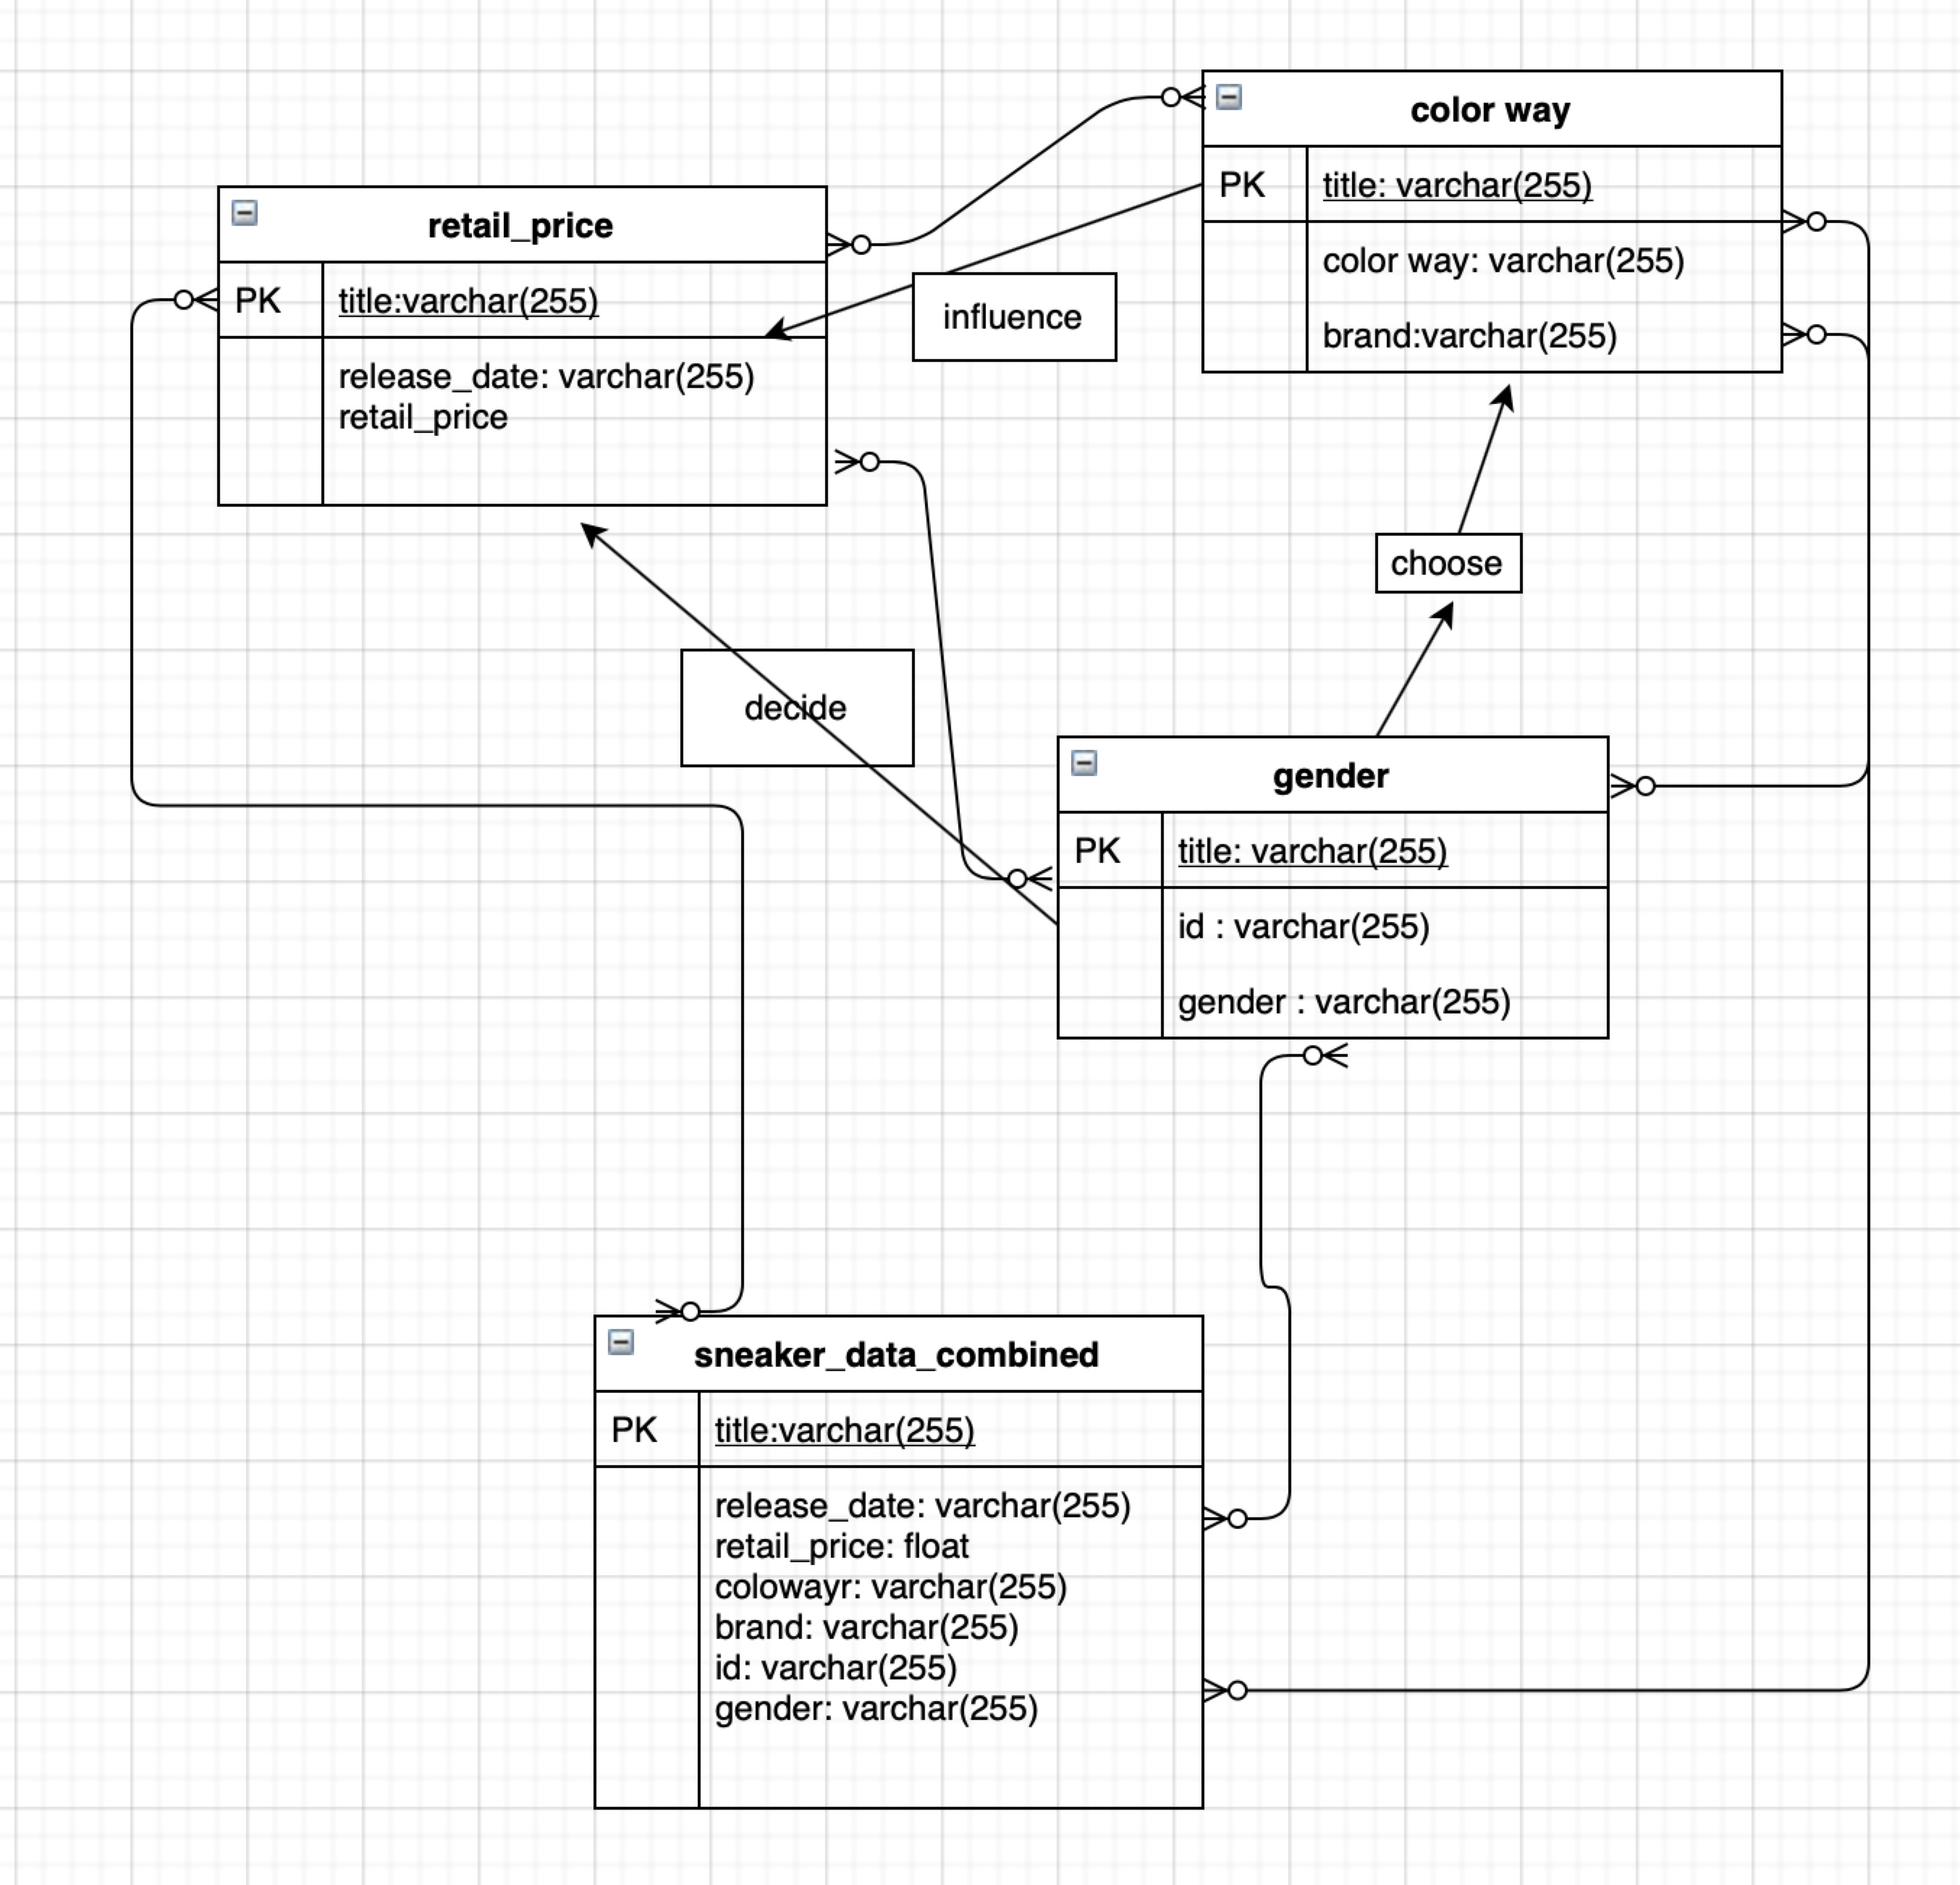 color way
PK title: varchar(255)
color way: varchar(255)
brand:varchar(255)
retail_price
PK title:varchar(255)
release_date: varchar(255)
retail_price
influence
choose
decide
gender
PK title: varchar(255)
id : varchar(255)
gender : varchar(255)
sneaker_data_combined
PK title:varchar(255)
release_date: varchar(255)
retail_price: float
colowayr: varchar(255)
brand: varchar(255)
id: varchar(255)
gender: varchar(255)